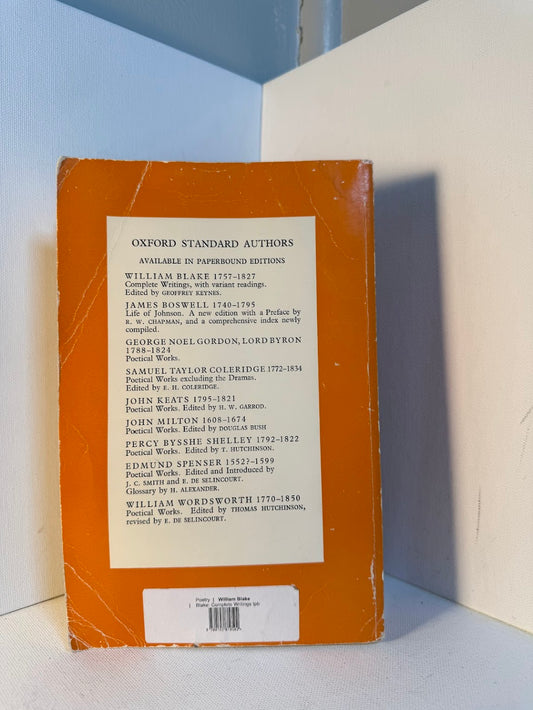 OXFORD STANDARD AUTHORS
AVAILABLE IN PAPERBOUND EDITIONS
WILLIAM BLAKE 1757–1827
Complete Writings, with variant readings.
Edited by GEOFFREY KEYNES.
JAMES BOSWELL 1740–1795
Life of Johnson. A new edition with a Preface by
R. W. CHAPMAN, and a comprehensive index newly
compiled.
GEORGE NOEL GORDON, LORD BYRON
1788–1824
Poetical Works.
SAMUEL TAYLOR COLERIDGE 1772–1834
Poetical Works excluding the Dramas.
Edited by E. H. COLERIDGE.
JOHN KEATS 1795–1821
Poetical Works. Edited by H. W. GARROD.
JOHN MILTON 1608–1674
Poetical Works. Edited by DOUGLAS BUSH
PERCY BYSSHE SHELLEY 1792–1822
Poetical Works. Edited by T. HUTCHINSON.
EDMUND SPENSER 1552?–1599
Poetical Works. Edited and Introduced by
J. C. SMITH and E. DE SELINCOURT.
Glossary by H. ALEXANDER.
WILLIAM WORDSWORTH 1770–1850
Poetical Works. Edited by THOMAS HUTCHINSON,
revised by E. DE SELINCOURT.
Poetry | William Blake
| Blake: Complete Writings tpb